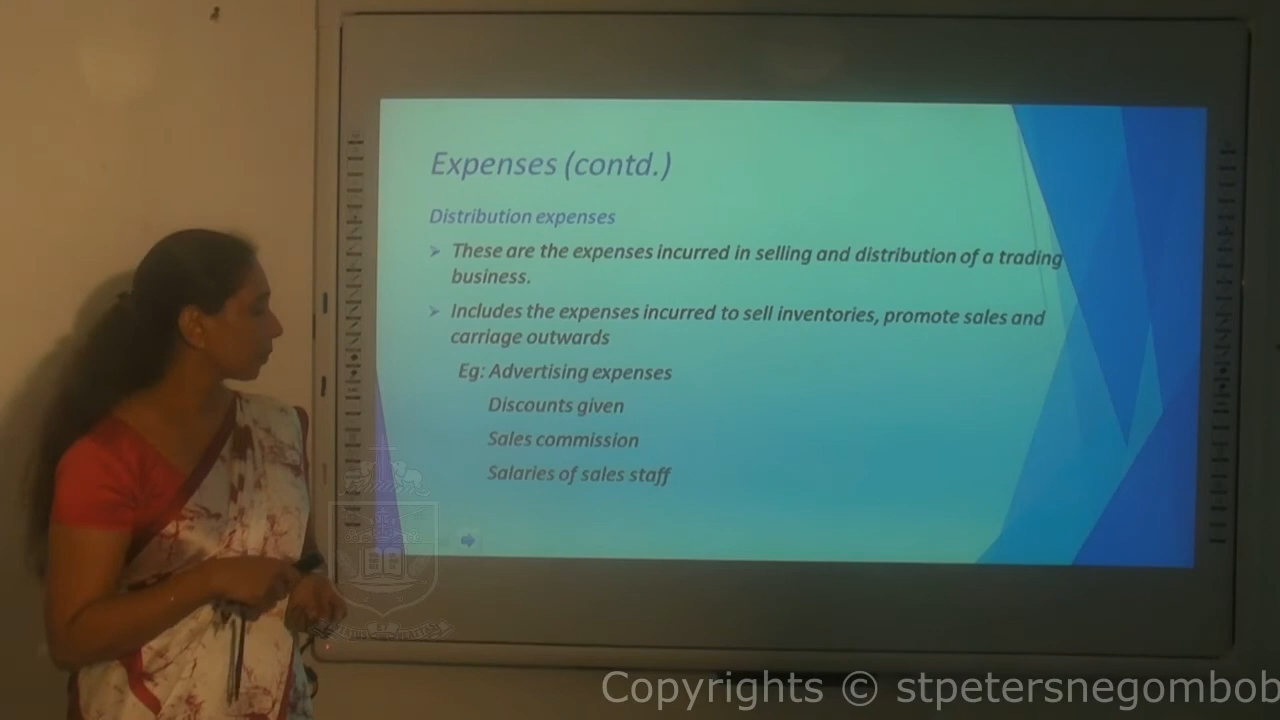 Expenses (contd.)
Distribution expenses
These are the expenses incurred in selling and distribution of a trading
business.
Includes the expenses incurred to sell inventories, promote sales and
carriage outwards
Eg: Advertising expenses
Discounts given
Sales commission
Salaries of sales staff
Copyrights © stpetersnegombob